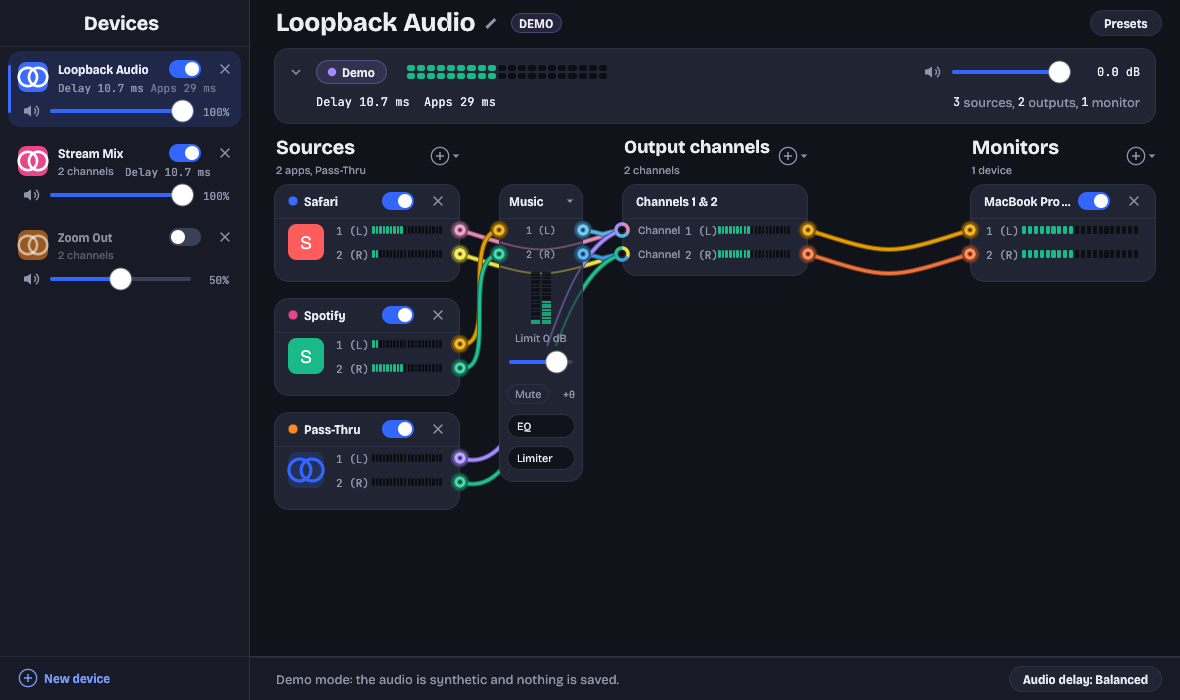 Devices
Loopback Audio
Delay 10.7 ms Apps 29 ms
100%
Stream Mix
2 channels Delay 10.7 ms
100%
Zoom Out
2 channels
50%
New device
Loopback Audio DEMO
Presets
Demo
0.0 dB
Delay 10.7 ms Apps 29 ms
3 sources, 2 outputs, 1 monitor
Sources
2 apps, Pass-Thru
Safari
S
1 (L)
2 (R)
Spotify
S
1 (L)
2 (R)
Pass-Thru
1 (L)
2 (R)
Music
1 (L)
2 (R)
Limit 0 dB
Mute +0
EQ
Limiter
Output channels
2 channels
Channels 1 & 2
Channel 1 (L)
Channel 2 (R)
Monitors
1 device
MacBook Pro ...
1 (L)
2 (R)
Demo mode: the audio is synthetic and nothing is saved.
Audio delay: Balanced